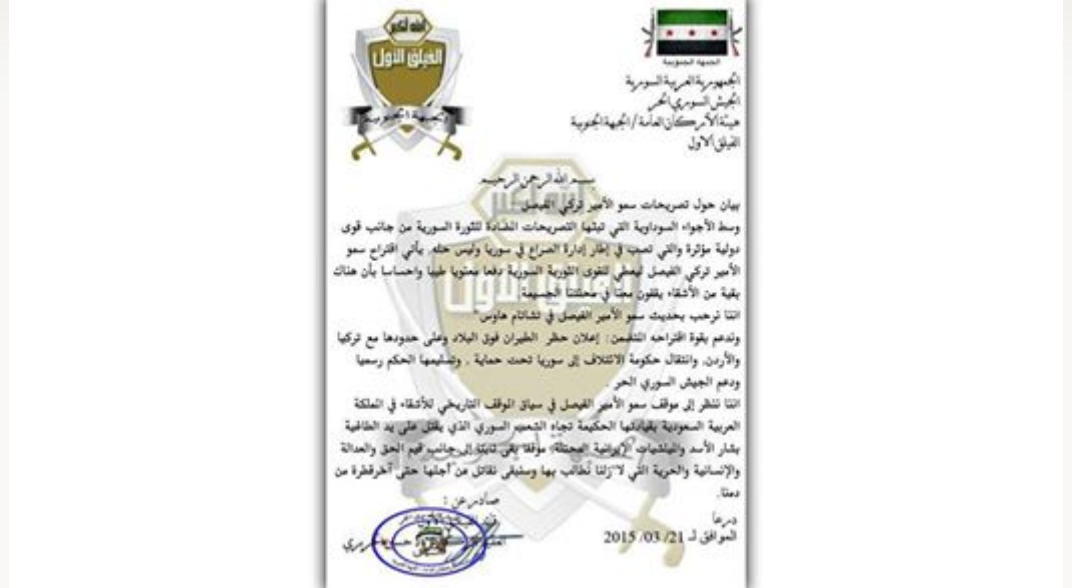 الله أكبر
الفيلق الأول
الجبهة الجنوبية
الجبهة الجنوبية
الجمهورية العربية السورية
الجيش السوري الحر
هيئة الأركان العامة / الجبهة الجنوبية
الفيلق الأول
بسم الله الرحمن الرحيم
بيان حول تصريحات سمو الأمير تركي الفيصل
وسط الأجواء السوداوية التي تبثها التصريحات المضادة للثورة السورية من جانب قوى
دولية مؤثرة والتي تصب في إطار إدارة الصراع في سوريا وليس حله. يأتي اقتراح سمو
الأمير تركي الفيصل ليعطي للقوى الثورية السورية دفعا معنويا طيبا واحساسا بأن هناك
بقية من الأشقاء يقفون معنا في محنتنا الجسيمة
اننا نرحب بحديث سمو الأمير الفيصل في تشاتام هاوس"
وندعم بقوة اقتراحه المتضمن: إعلان حظر الطيران فوق البلاد وعلى حدودها مع تركيا
والأردن, وانتقال حكومة الائتلاف إلى سوريا تحت حماية , وتسليمها الحكم رسميا
ودعم الجيش السوري الحر .
اننا ننظر إلى موقف سمو الأمير الفيصل في سياق الموقف التاريخي للأشقاء في المملكة
العربية السعودية بقيادتها الحكيمة تجاه الشعب السوري الذي يقتل على يد الطاغية
بشار الأسد والميلشيات الإيرانية المحتلة, موقفا بقي ثابتا إلى جانب قيم الحق والعدالة
والإنسانية والحرية التي لا زلنا نطالب بها وسنبقى نقاتل من أجلها حتى آخر قطرة من
دمنا.
صادر عن :
درعا
الموافق لـ 21/ 03/ 2015